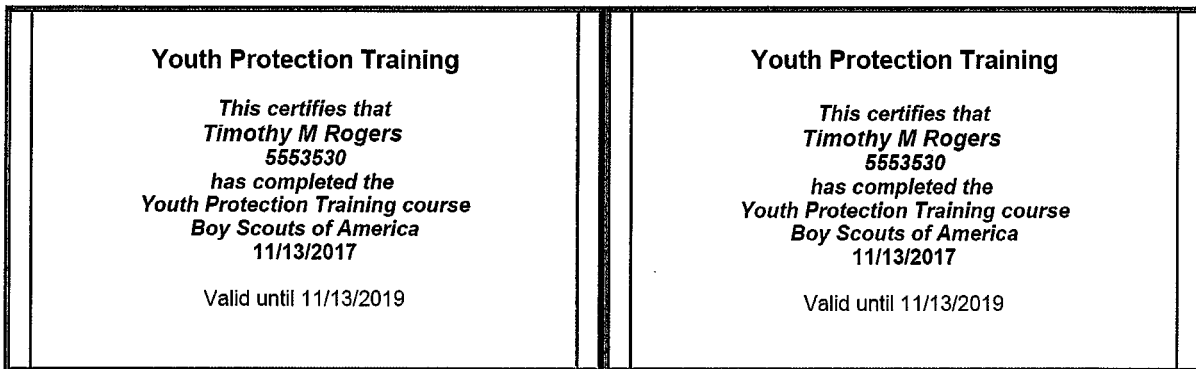 Youth Protection Training
This certifies that
Timothy M Rogers
5553530
has completed the
Youth Protection Training course
Boy Scouts of America
11/13/2017
Valid until 11/13/2019
Youth Protection Training
This certifies that
Timothy M Rogers
5553530
has completed the
Youth Protection Training course
Boy Scouts of America
11/13/2017
Valid until 11/13/2019